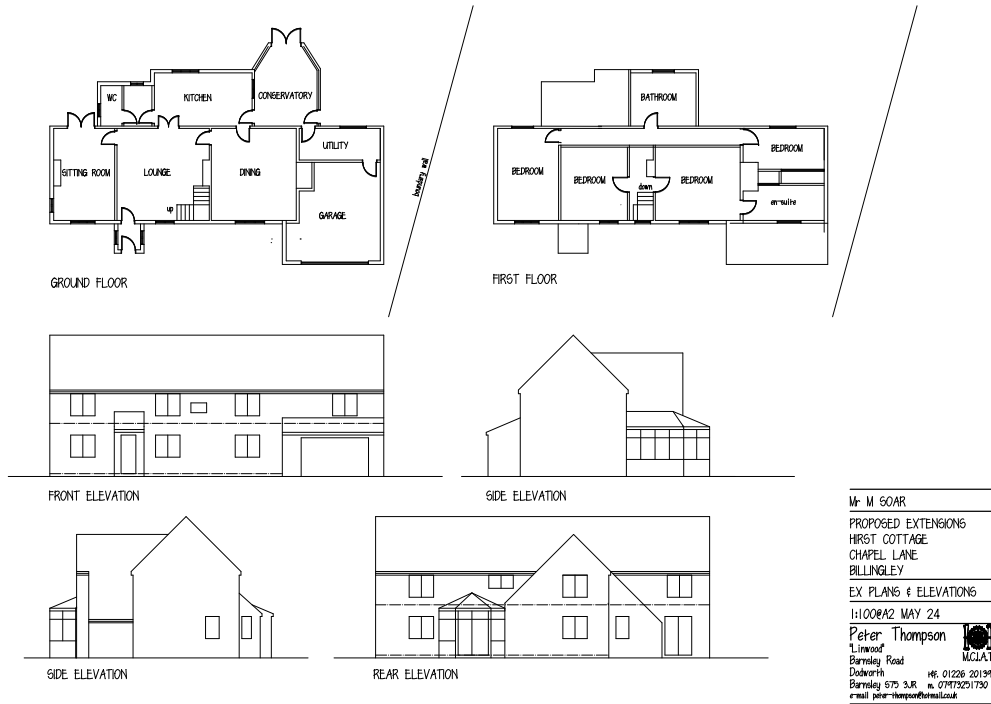 WC
KITCHEN
CONSERVATORY
SITTING ROOM
LOUNGE
DINING
UTILITY
up
GARAGE
boundary wall
GROUND FLOOR
BATHROOM
BEDROOM
BEDROOM
down
BEDROOM
BEDROOM
en-suite
FIRST FLOOR
FRONT ELEVATION
SIDE ELEVATION
SIDE ELEVATION
REAR ELEVATION
Mr M SOAR
PROPOSED EXTENSIONS
HIRST COTTAGE
CHAPEL LANE
BILLINGLEY
EX PLANS & ELEVATIONS
1:100@A2 MAY 24
Peter Thompson
"Linwood"
Barnsley Road
Dodworth
Barnsley S75 3JR
e-mail peter-thompson@hotmail.co.uk
M.C.I.A.T
t/f. 01226 20139
m. 07973251730